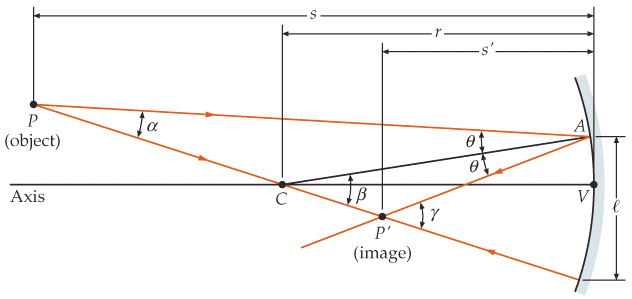 s
r
s′
P
(object)
α
θ
θ
A
Axis
C
β
γ
V
ℓ
P′
(image)